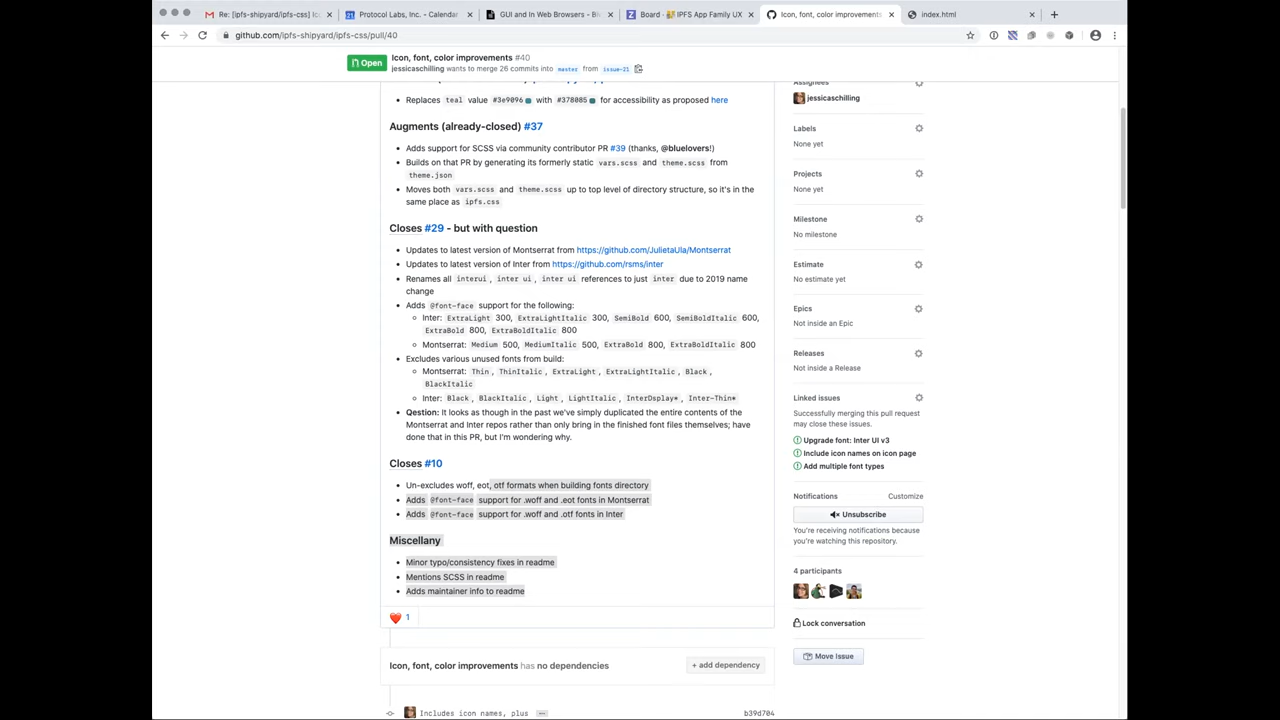 Re: [ipfs-shipyard/ipfs-css] Ico
Protocol Labs, Inc. - Calendar
GUI and In Web Browsers - Bl
Board · IPFS App Family UX
Icon, font, color improvements
index.html
github.com/ipfs-shipyard/ipfs-css/pull/40
Open
Icon, font, color improvements #40
jessicaschilling wants to merge 26 commits into master from issue-21
Assignees
Replaces teal value #3e9096 with #378085 for accessibility as proposed here
jessicaschilling
Augments (already-closed) #37
Labels
None yet
Adds support for SCSS via community contributor PR #39 (thanks, @bluelovers!)
Builds on that PR by generating its formerly static vars.scss and theme.scss from
theme.json
Projects
None yet
Moves both vars.scss and theme.scss up to top level of directory structure, so it's in the
same place as ipfs.css
Milestone
No milestone
Closes #29 - but with question
Updates to latest version of Montserrat from https://github.com/JulietaUla/Montserrat
Updates to latest version of Inter from https://github.com/rsms/inter
Estimate
No estimate yet
Renames all interui, inter ui, inter ui references to just inter due to 2019 name
change
Adds @font-face support for the following:
Epics
Not inside an Epic
Inter: ExtraLight 300, ExtraLightItalic 300, SemiBold 600, SemiBoldItalic 600,
ExtraBold 800, ExtraBoldItalic 800
Montserrat: Medium 500, MediumItalic 500, ExtraBold 800, ExtraBoldItalic 800
Releases
Not inside a Release
Excludes various unused fonts from build:
Montserrat: Thin, ThinItalic, ExtraLight, ExtraLightItalic, Black,
BlackItalic
Inter: Black, BlackItalic, Light, LightItalic, InterDsplay*, Inter-Thin*
Linked issues
Successfully merging this pull request
may close these issues.
Qestion: It looks as though in the past we've simply duplicated the entire contents of the
Montserrat and Inter repos rather than only bring in the finished font files themselves; have
done that in this PR, but I'm wondering why.
Upgrade font: Inter UI v3
Include icon names on icon page
Add multiple font types
Closes #10
Un-excludes woff, eot, otf formats when building fonts directory
Adds @font-face support for .woff and .eot fonts in Montserrat
Adds @font-face support for .woff and .otf fonts in Inter
Notifications
Customize
Unsubscribe
You're receiving notifications because
you're watching this repository.
Miscellany
Minor typo/consistency fixes in readme
Mentions SCSS in readme
Adds maintainer info to readme
4 participants
1
Lock conversation
Move Issue
Icon, font, color improvements has no dependencies
+ add dependency
Includes icon names, plus
b39d704